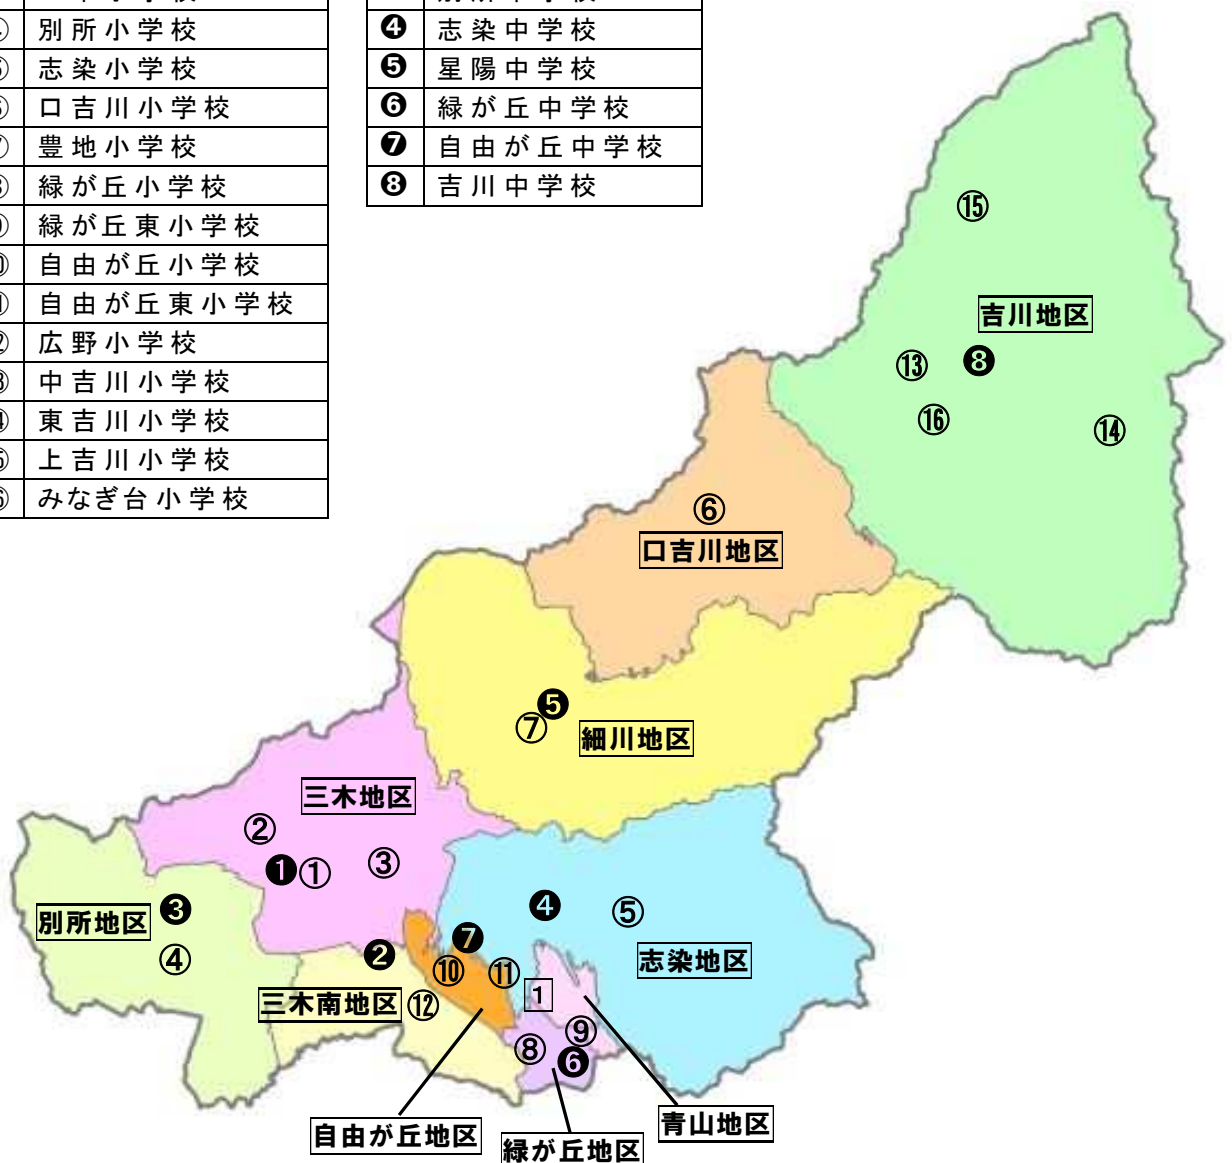 別所小学校
志染小学校
口吉川小学校
豊地小学校
緑が丘小学校
緑が丘東小学校
自由が丘小学校
自由が丘東小学校
広野小学校
中吉川小学校
東吉川小学校
上吉川小学校
みなぎ台小学校
❹ 志染中学校
❺ 星陽中学校
❻ 緑が丘中学校
❼ 自由が丘中学校
❽ 吉川中学校
⑮
吉川地区
⑬ ❽
⑯ ⑭
⑥
口吉川地区
❺
⑦ 細川地区
三木地区
②
❶ ① ③
別所地区 ❸
④
❹ ⑤
志染地区
❷ ❼
⑩ ⑪
三木南地区 ⑫
1
⑧ ⑨
❻
自由が丘地区
緑が丘地区
青山地区